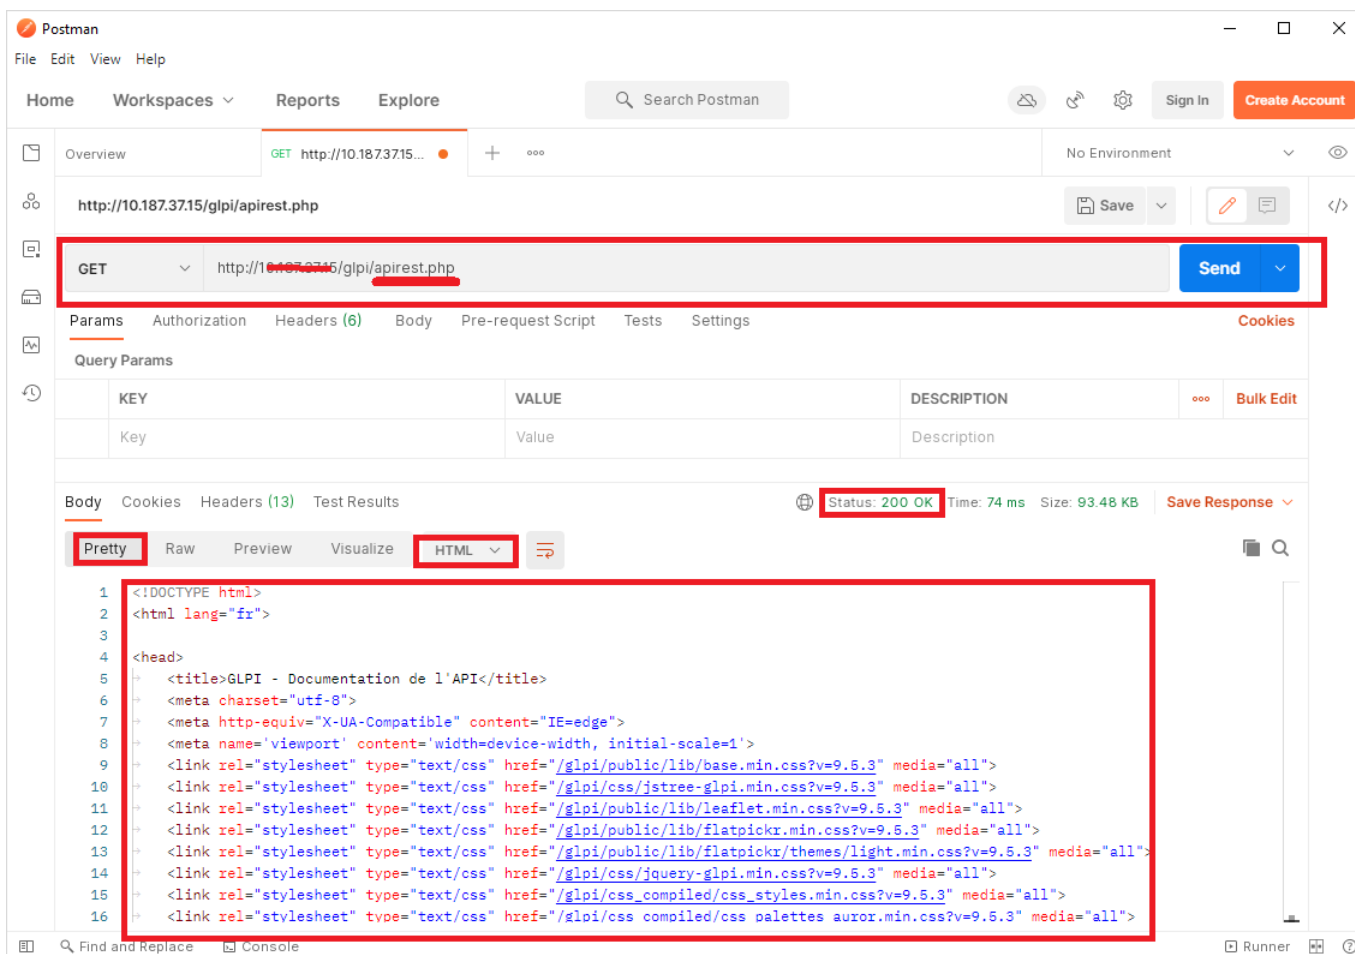 Postman
File Edit View Help
Home Workspaces Reports Explore Search Postman Sign In Create Account
Overview GET http://10.187.37.15... No Environment
http://10.187.37.15/glpi/apirest.php Save
GET http://10.187.37.15/glpi/apirest.php Send
Params Authorization Headers (6) Body Pre-request Script Tests Settings Cookies
Query Params
KEY VALUE DESCRIPTION Bulk Edit
Key Value Description
Body Cookies Headers (13) Test Results Status: 200 OK Time: 74 ms Size: 93.48 KB Save Response
Pretty Raw Preview Visualize HTML
1 <!DOCTYPE html>
2 <html lang="fr">
3
4 <head>
5 <title>GLPI - Documentation de l'API</title>
6 <meta charset="utf-8">
7 <meta http-equiv="X-UA-Compatible" content="IE=edge">
8 <meta name='viewport' content='width=device-width, initial-scale=1'>
9 <link rel="stylesheet" type="text/css" href="/glpi/public/lib/base.min.css?v=9.5.3" media="all">
10 <link rel="stylesheet" type="text/css" href="/glpi/css/jstree-glpi.min.css?v=9.5.3" media="all">
11 <link rel="stylesheet" type="text/css" href="/glpi/public/lib/leaflet.min.css?v=9.5.3" media="all">
12 <link rel="stylesheet" type="text/css" href="/glpi/public/lib/flatpickr.min.css?v=9.5.3" media="all">
13 <link rel="stylesheet" type="text/css" href="/glpi/public/lib/flatpickr/themes/light.min.css?v=9.5.3" media="all">
14 <link rel="stylesheet" type="text/css" href="/glpi/css/jquery-glpi.min.css?v=9.5.3" media="all">
15 <link rel="stylesheet" type="text/css" href="/glpi/css_compiled/css_styles.min.css?v=9.5.3" media="all">
16 <link rel="stylesheet" type="text/css" href="/glpi/css_compiled/css_palettes_auror.min.css?v=9.5.3" media="all">
Find and Replace Console Runner